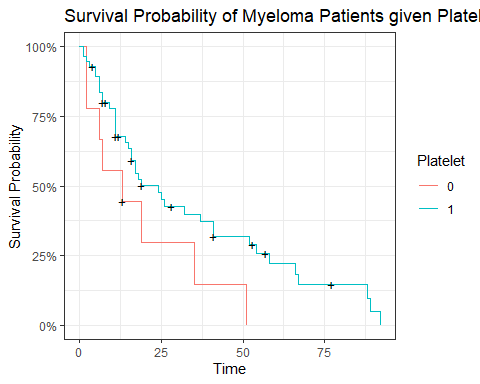 Survival Probability of Myeloma Patients given Platel
100%
75%
50%
25%
0%
Survival Probability
0
25
50
75
Time
Platelet
0
1